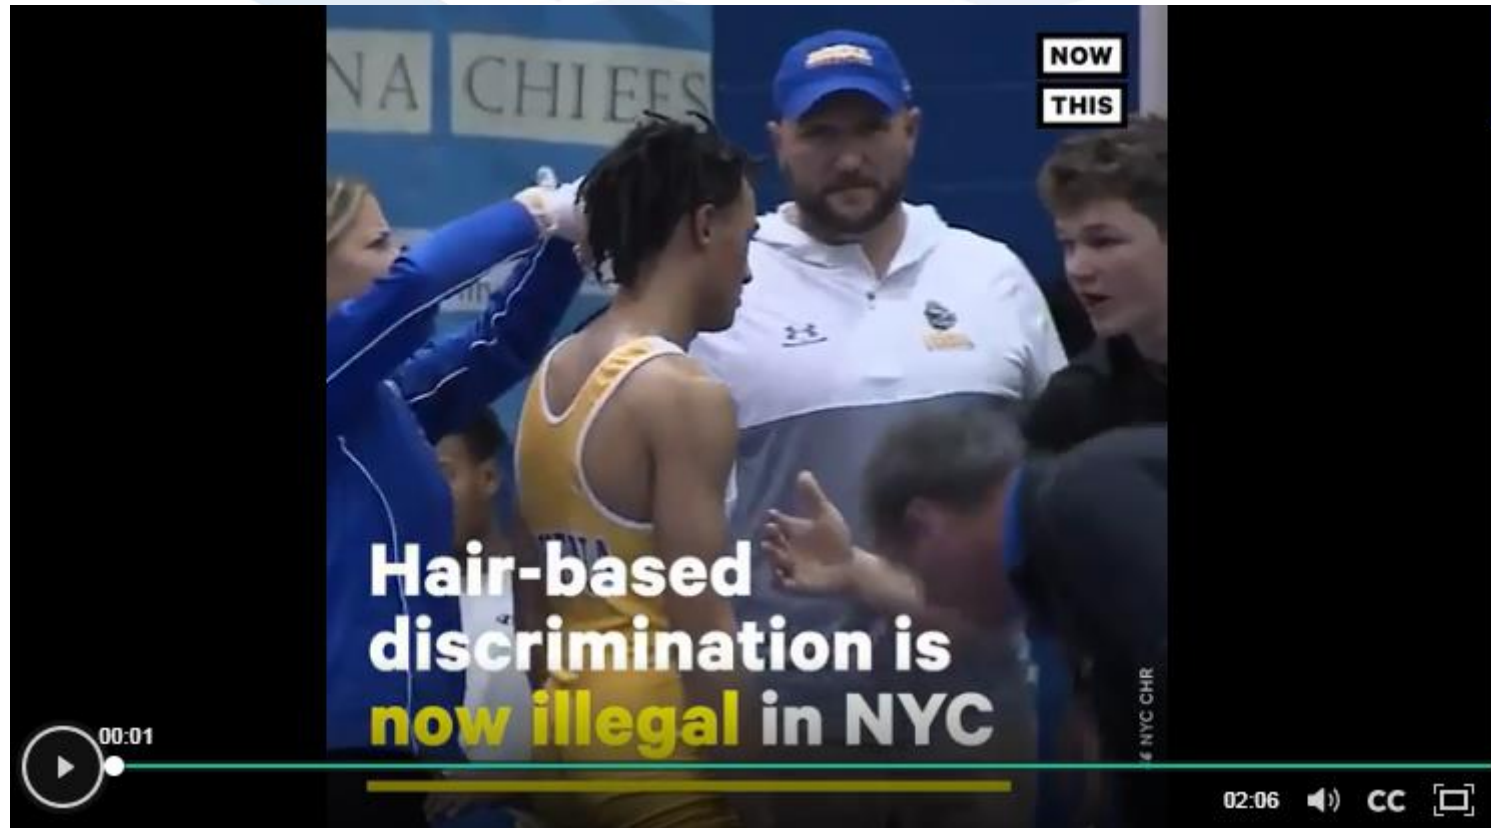 NA CHIEFS
NOW
THIS
Hair-based
discrimination is
now illegal in NYC
NYC CHR
00:01
02:06
CC